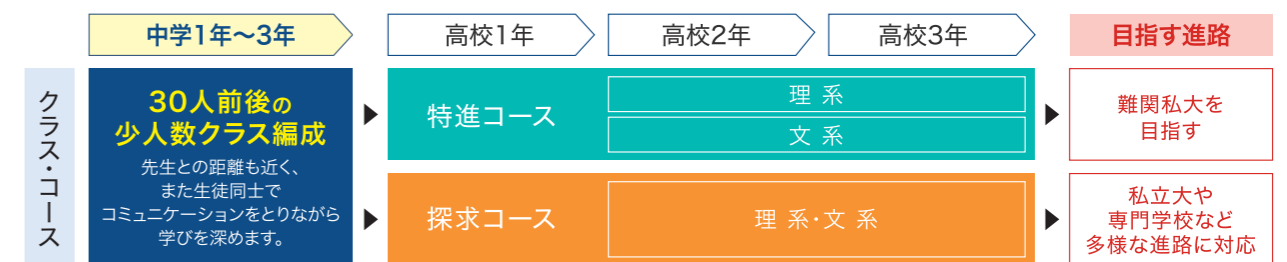 中学1年～3年
高校1年
高校2年
高校3年
目指す進路
クラス・コース
30人前後の
少人数クラス編成
先生との距離も近く、
また生徒同士で
コミュニケーションをとりながら
学びを深めます。
特進コース
理 系
文 系
難関私大を
目指す
探求コース
理 系・文 系
私立大や
専門学校など
多様な進路に対応